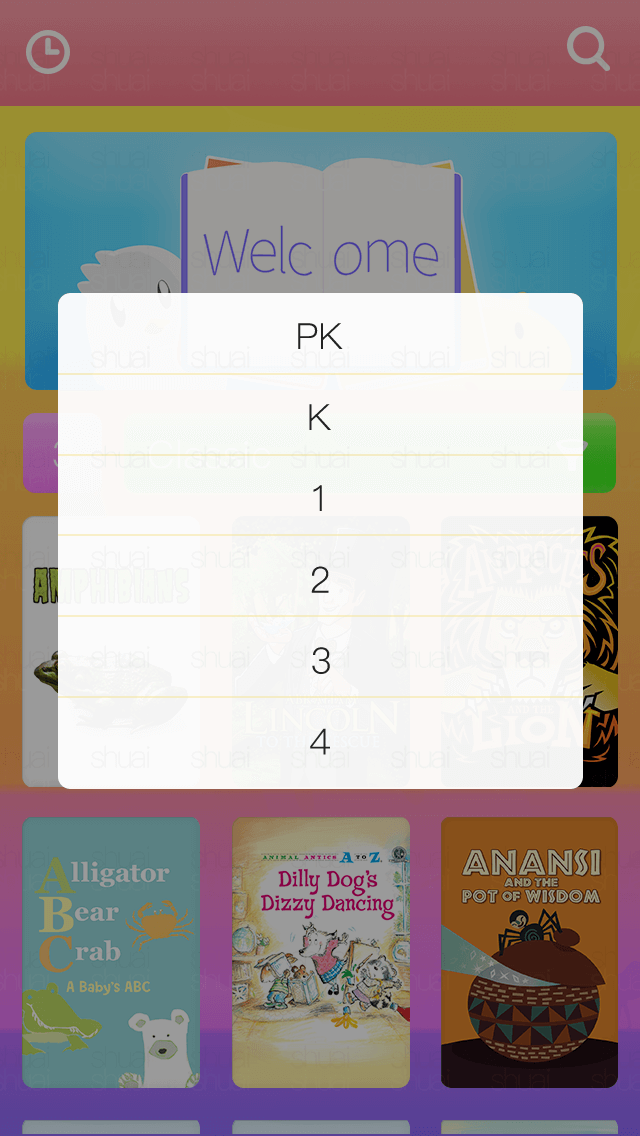 Welcome
PK
K
1
2
3
4
AMPHIBIANS
LINCOLN
LION
Alligator
Bear
Crab
A Baby's ABC
ANIMAL ANTICS A TO Z
Dilly Dog's
Dizzy Dancing
ANANSI
AND THE
POT OF WISDOM
shuai